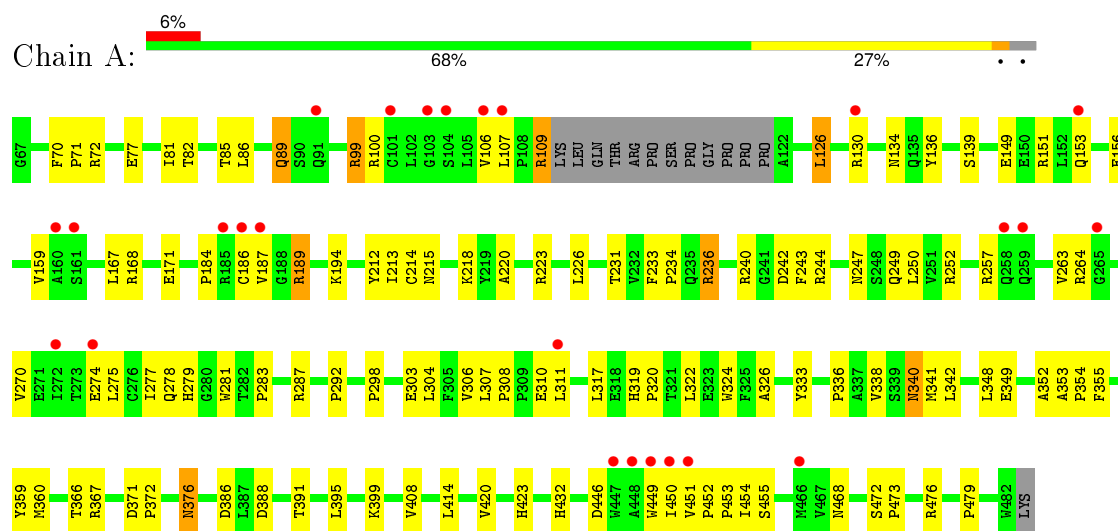 6%
Chain A:
68% 27% • •
G67 F70 P71 R72 E77 I81 T82 T85 L86 Q89 S90 Q91 R99 R100 C101 L102 G103 S104 L105 V106 L107 P108 R109 LYS LEU GLN THR ARG PRO SER PRO GLY PRO PRO PRO A122 L126 R130 N134 Q135 Y136 S139 E149 E150 R151 L152 Q153
V159 A160 S161 L167 R168 E171 P184 R185 C186 V187 G188 R189 K194 Y212 I213 C214 N215 K218 Y219 A220 R223 L226 T231 V232 F233 P234 Q235 R236 R240 G241 D242 F243 R244 N247 S248 Q249 L250 V251 R252 R257 Q258 Q259 V263 R264 G265
V270 E271 I272 T273 E274 L275 C276 I277 Q278 H279 G280 W281 T282 P283 R287 P292 P298 E303 L304 F305 V306 L307 P308 P309 E310 L311 L317 E318 H319 P320 T321 L322 E323 W324 F325 A326 Y333 P336 A337 V338 S339 N340 M341 L342 L348 E349 A352 A353 P354 F355
Y359 M360 T366 R367 D371 P372 N376 D386 L387 D388 T391 L395 K399 V408 L414 V420 H423 H432 D446 W447 A448 W449 I450 V451 P452 P453 I454 S455 M466 V467 N468 S472 P473 R476 P479 W482 LYS